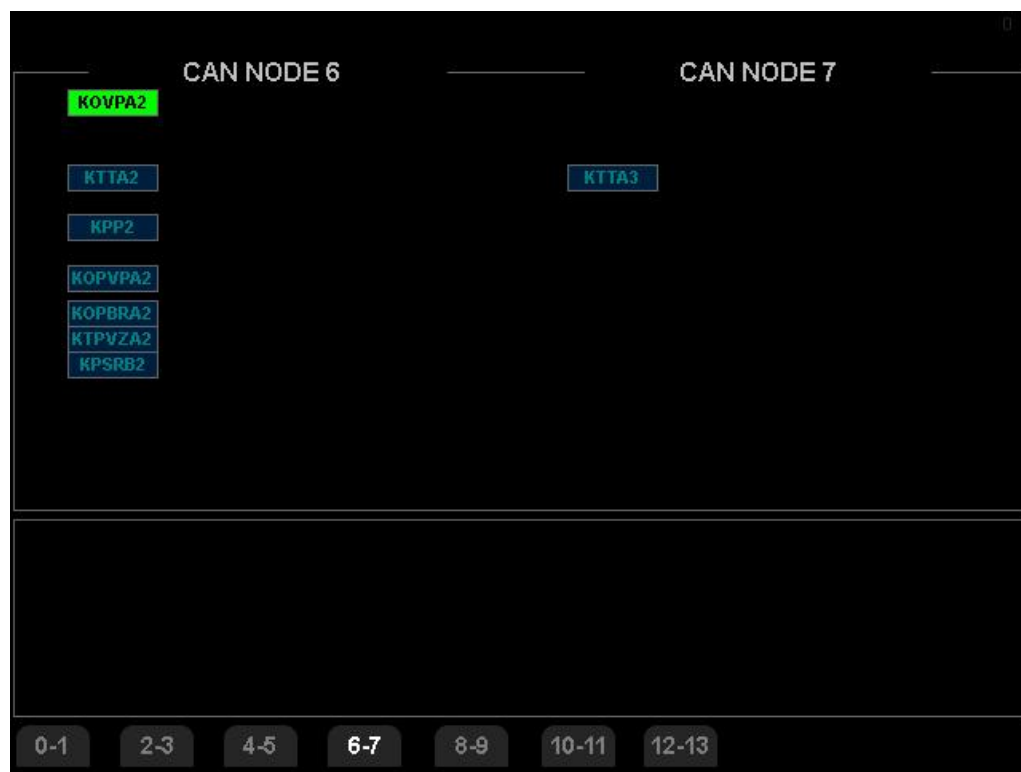 0
CAN NODE 6
CAN NODE 7
KOVPA2
KTTA2
KTTA3
KPP2
KOPVPA2
KOPBRA2
KTPVZA2
KPSRB2
0-1 2-3 4-5 6-7 8-9 10-11 12-13